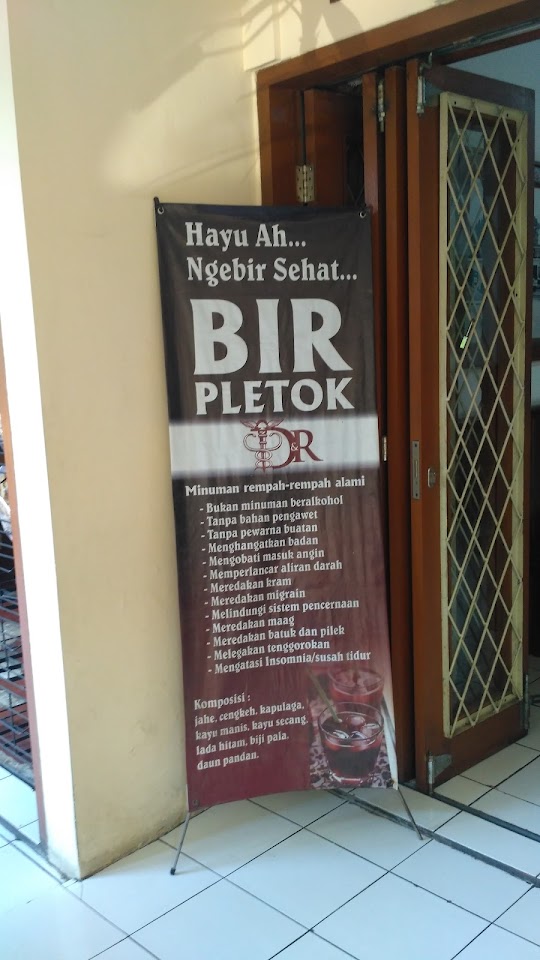 Hayu Ah...
Ngebir Sehat...
BIR
PLETOK
D&R
Minuman rempah-rempah alami
- Bukan minuman beralkohol
- Tanpa bahan pengawet
- Tanpa pewarna buatan
- Menghangatkan badan
- Mengobati masuk angin
- Memperlancar aliran darah
- Meredakan kram
- Meredakan migrain
- Melindungi sistem pencernaan
- Meredakan maag
- Meredakan batuk dan pilek
- Melegakan tenggorokan
- Mengatasi Insomnia/susah tidur
Komposisi :
jahe, cengkeh, kapulaga,
kayu manis, kayu secang,
lada hitam, biji pala,
daun pandan.